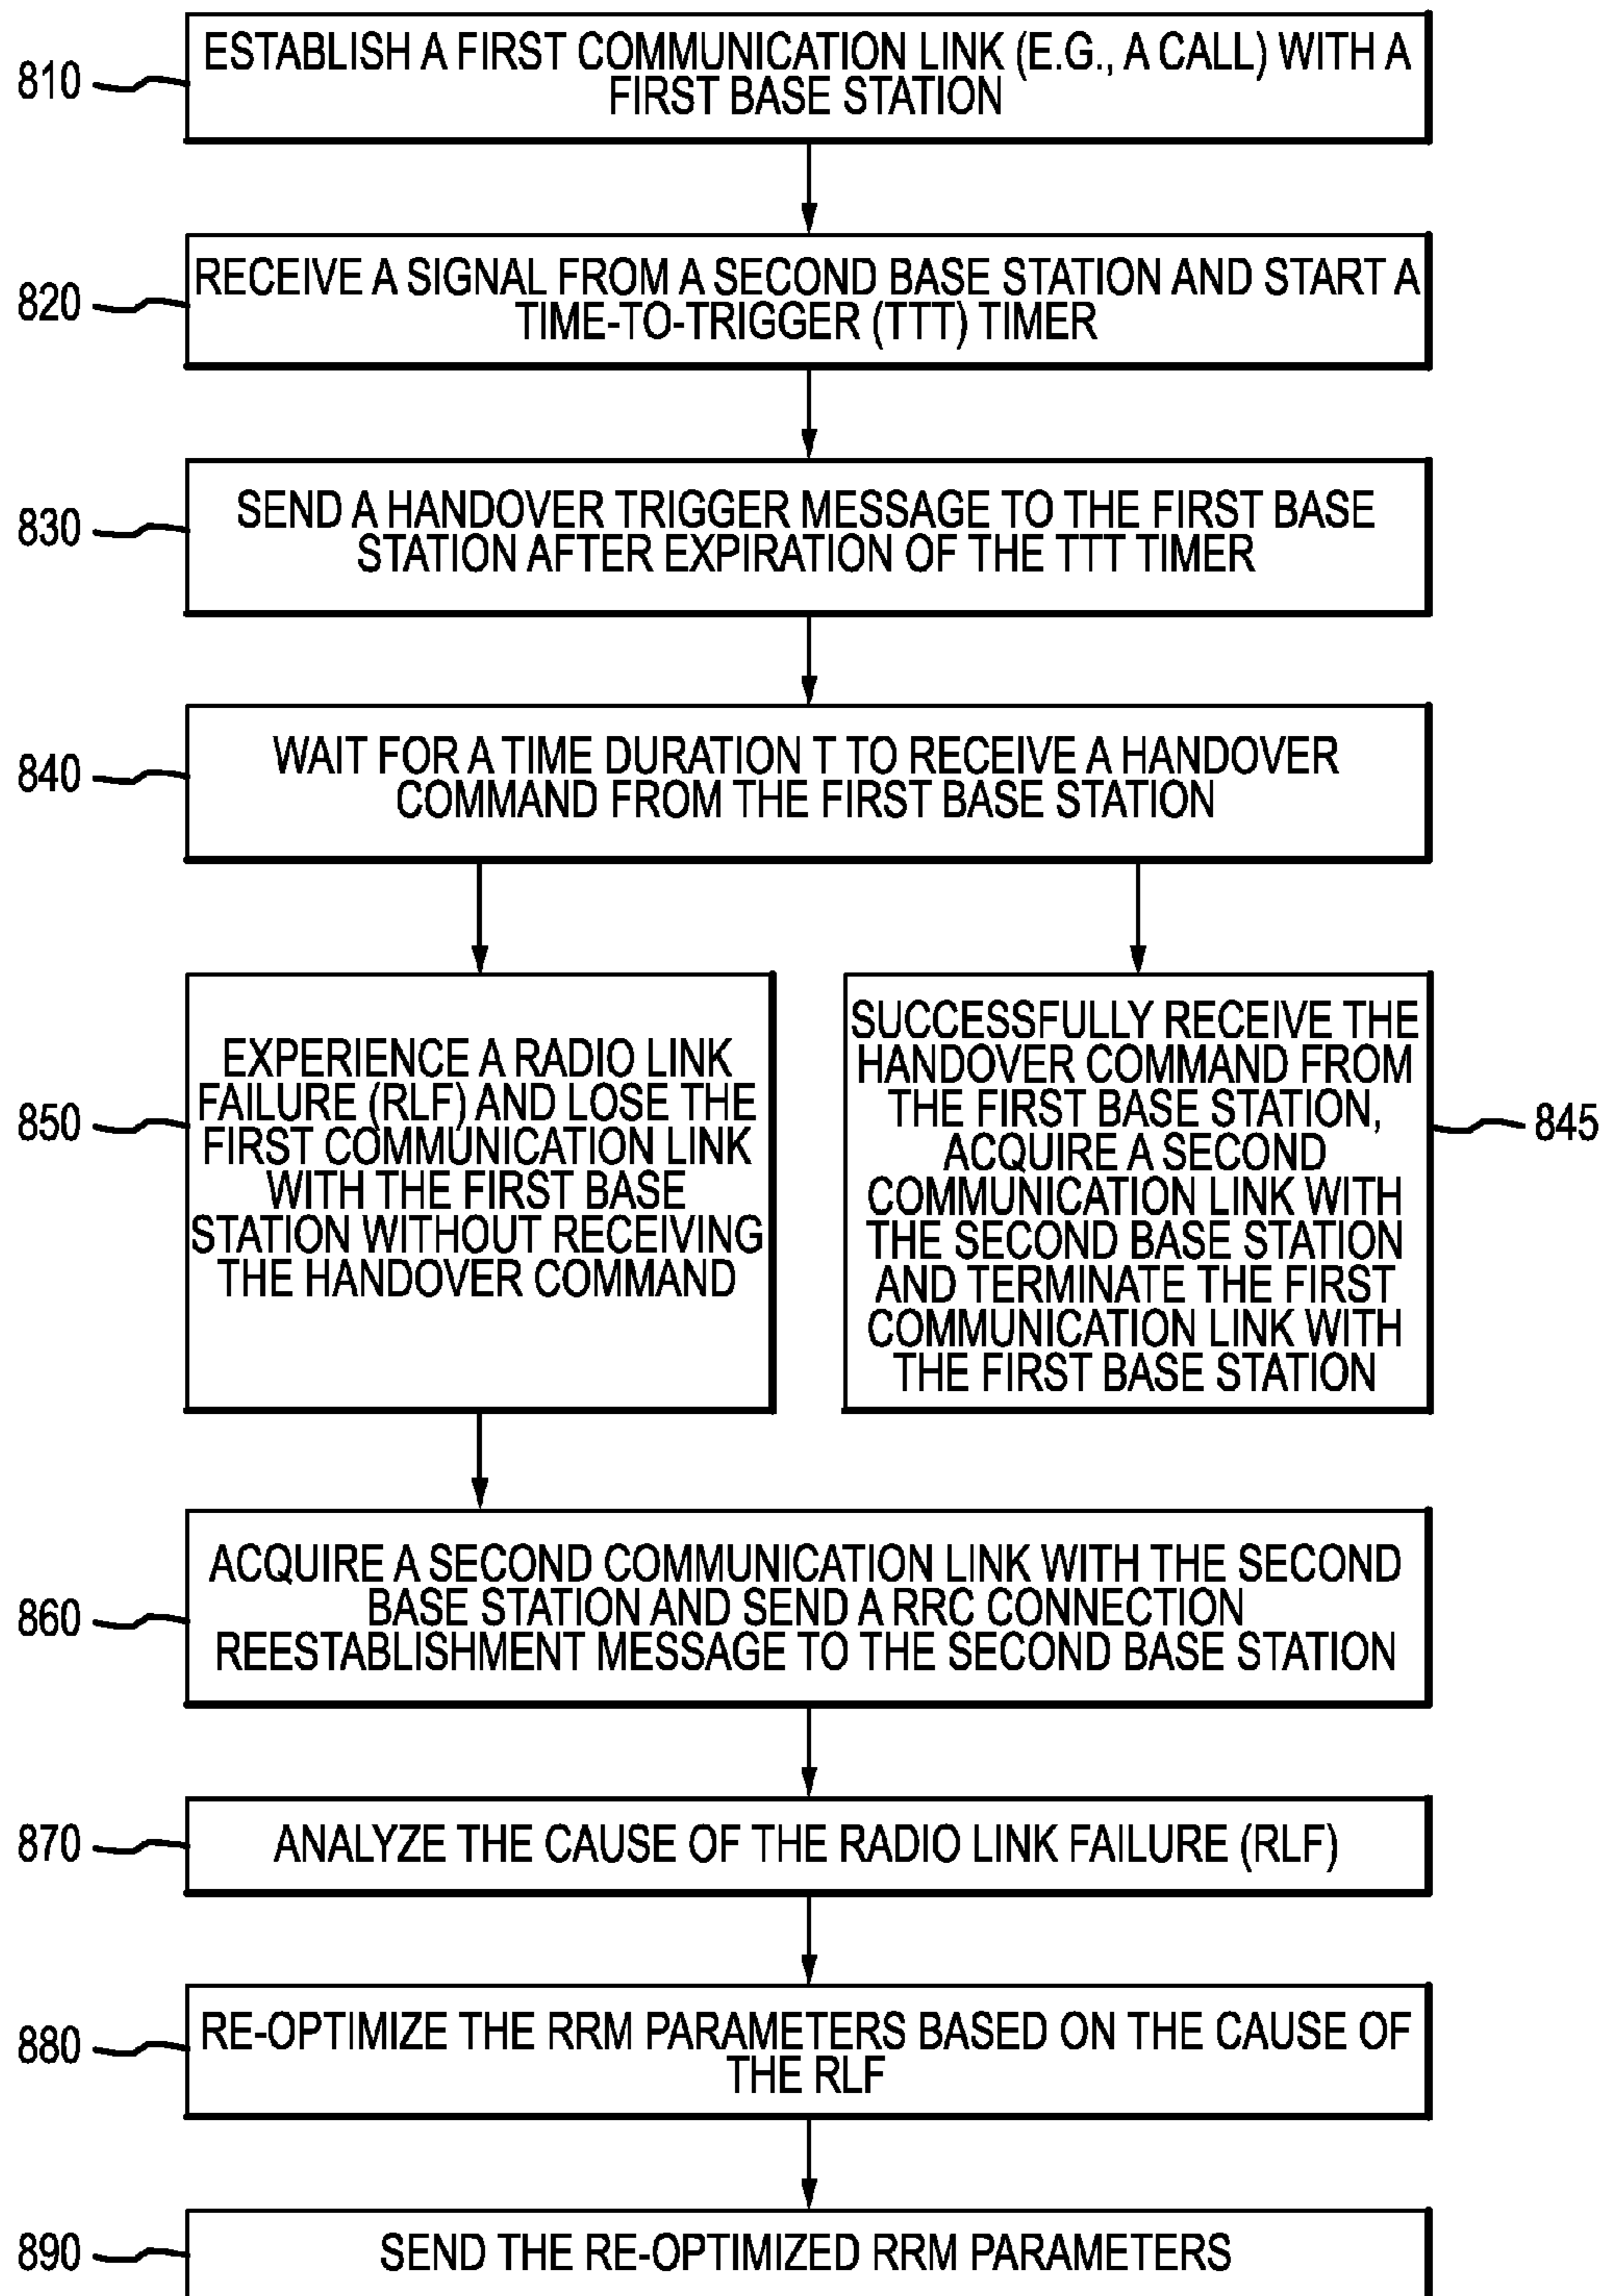 810
ESTABLISH A FIRST COMMUNICATION LINK (E.G., A CALL) WITH A
FIRST BASE STATION
820
RECEIVE A SIGNAL FROM A SECOND BASE STATION AND START A
TIME-TO-TRIGGER (TTT) TIMER
830
SEND A HANDOVER TRIGGER MESSAGE TO THE FIRST BASE
STATION AFTER EXPIRATION OF THE TTT TIMER
840
WAIT FOR A TIME DURATION T TO RECEIVE A HANDOVER
COMMAND FROM THE FIRST BASE STATION
850
EXPERIENCE A RADIO LINK
FAILURE (RLF) AND LOSE THE
FIRST COMMUNICATION LINK
WITH THE FIRST BASE
STATION WITHOUT RECEIVING
THE HANDOVER COMMAND
SUCCESSFULLY RECEIVE THE
HANDOVER COMMAND FROM
THE FIRST BASE STATION,
ACQUIRE A SECOND
COMMUNICATION LINK WITH
THE SECOND BASE STATION
AND TERMINATE THE FIRST
COMMUNICATION LINK WITH
THE FIRST BASE STATION
845
860
ACQUIRE A SECOND COMMUNICATION LINK WITH THE SECOND
BASE STATION AND SEND A RRC CONNECTION
REESTABLISHMENT MESSAGE TO THE SECOND BASE STATION
870
ANALYZE THE CAUSE OF THE RADIO LINK FAILURE (RLF)
880
RE-OPTIMIZE THE RRM PARAMETERS BASED ON THE CAUSE OF
THE RLF
890
SEND THE RE-OPTIMIZED RRM PARAMETERS